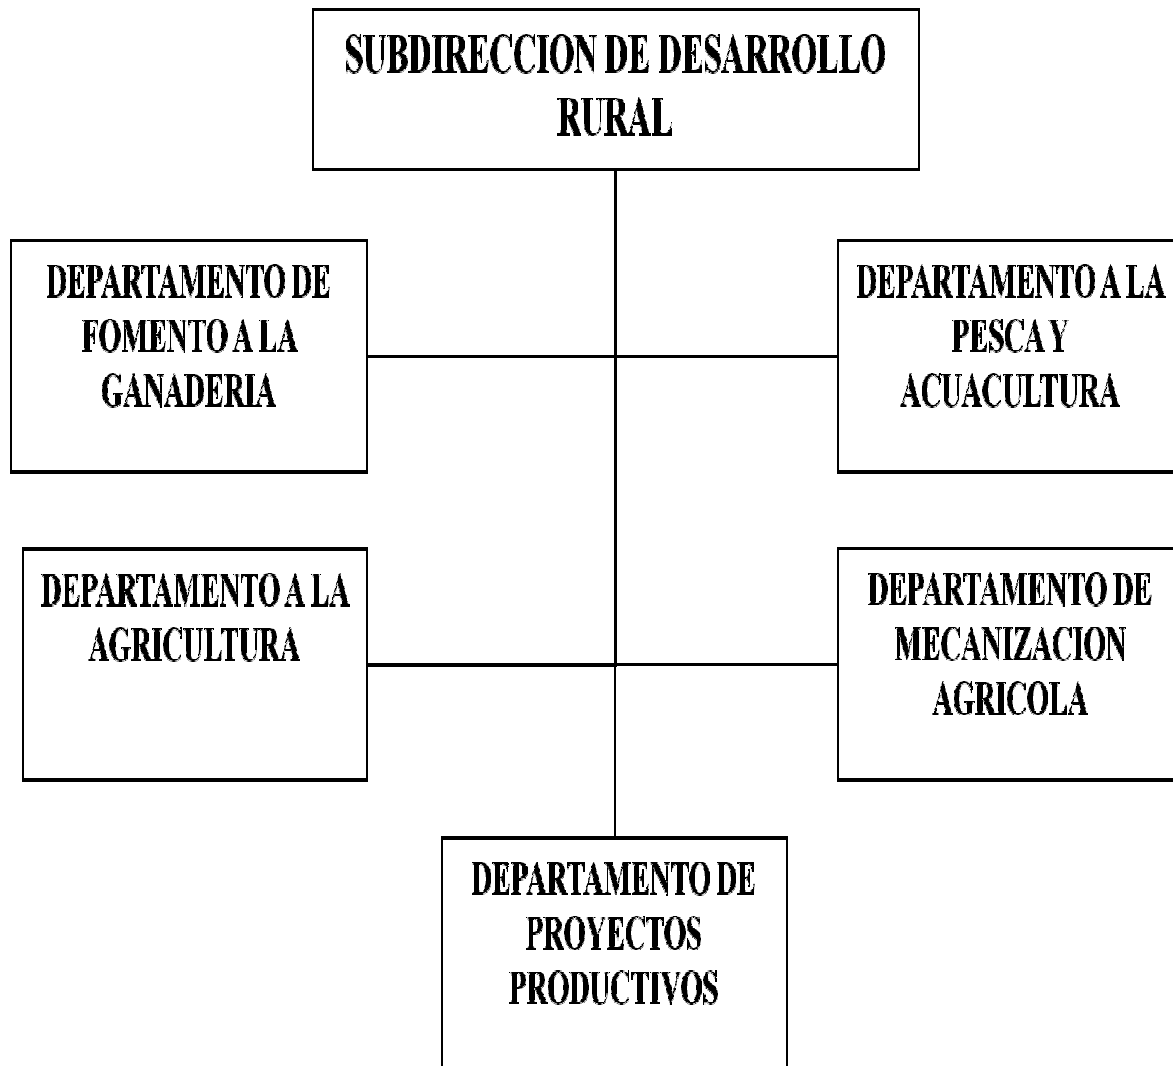 SUBDIRECCION DE DESARROLLO
RURAL
DEPARTAMENTO DE
FOMENTO A LA
GANADERIA
DEPARTAMENTO A LA
PESCA Y
ACUACULTURA
DEPARTAMENTO A LA
AGRICULTURA
DEPARTAMENTO DE
MECANIZACION
AGRICOLA
DEPARTAMENTO DE
PROYECTOS
PRODUCTIVOS